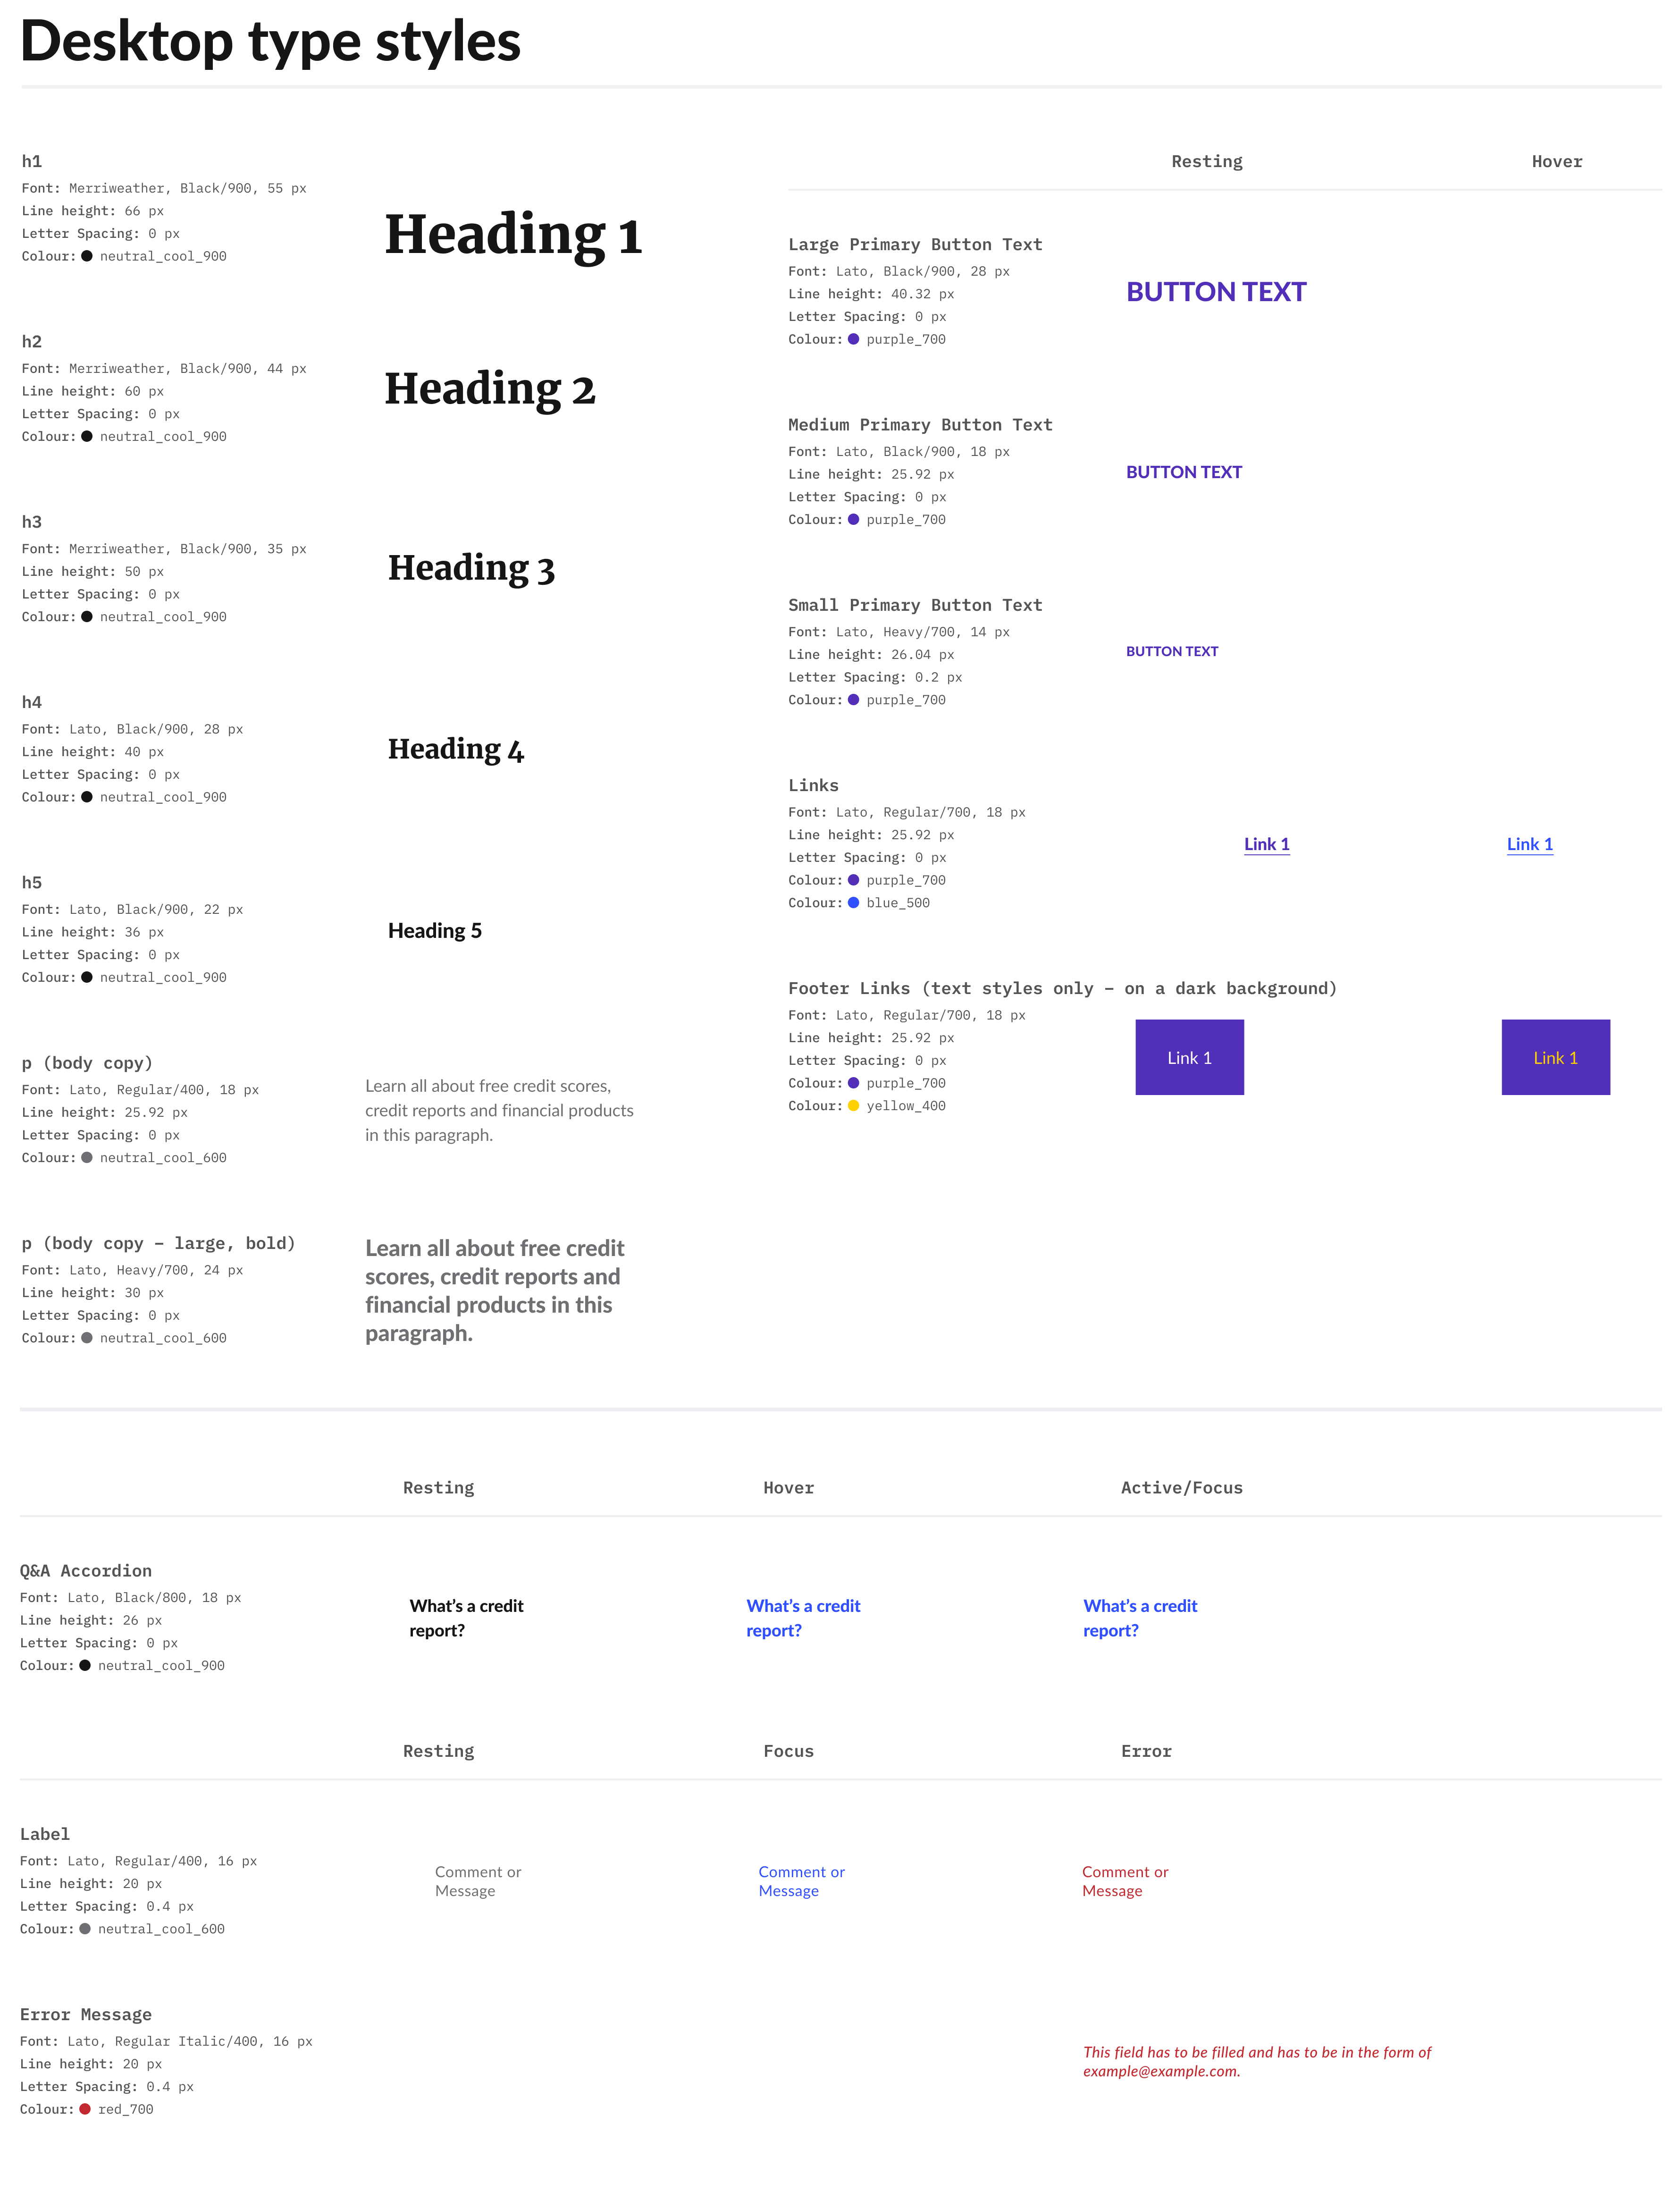 Desktop type styles
h1
Font: Merriweather, Black/900, 55 px
Line height: 66 px
Letter Spacing: 0 px
Colour: neutral_cool_900
Heading 1
h2
Font: Merriweather, Black/900, 44 px
Line height: 60 px
Letter Spacing: 0 px
Colour: neutral_cool_900
Heading 2
h3
Font: Merriweather, Black/900, 35 px
Line height: 50 px
Letter Spacing: 0 px
Colour: neutral_cool_900
Heading 3
h4
Font: Lato, Black/900, 28 px
Line height: 40 px
Letter Spacing: 0 px
Colour: neutral_cool_900
Heading 4
h5
Font: Lato, Black/900, 22 px
Line height: 36 px
Letter Spacing: 0 px
Colour: neutral_cool_900
Heading 5
p (body copy)
Font: Lato, Regular/400, 18 px
Line height: 25.92 px
Letter Spacing: 0 px
Colour: neutral_cool_600
Learn all about free credit scores,
credit reports and financial products
in this paragraph.
p (body copy – large, bold)
Font: Lato, Heavy/700, 24 px
Line height: 30 px
Letter Spacing: 0 px
Colour: neutral_cool_600
Learn all about free credit
scores, credit reports and
financial products in this
paragraph.
Resting Hover
Large Primary Button Text
Font: Lato, Black/900, 28 px
Line height: 40.32 px
Letter Spacing: 0 px
Colour: purple_700
BUTTON TEXT
Medium Primary Button Text
Font: Lato, Black/900, 18 px
Line height: 25.92 px
Letter Spacing: 0 px
Colour: purple_700
BUTTON TEXT
Small Primary Button Text
Font: Lato, Heavy/700, 14 px
Line height: 26.04 px
Letter Spacing: 0.2 px
Colour: purple_700
BUTTON TEXT
Links
Font: Lato, Regular/700, 18 px
Line height: 25.92 px
Letter Spacing: 0 px
Colour: purple_700
Colour: blue_500
Link 1 Link 1
Footer Links (text styles only – on a dark background)
Font: Lato, Regular/700, 18 px
Line height: 25.92 px
Letter Spacing: 0 px
Colour: purple_700
Colour: yellow_400
Link 1 Link 1
Resting Hover Active/Focus
Q&A Accordion
Font: Lato, Black/800, 18 px
Line height: 26 px
Letter Spacing: 0 px
Colour: neutral_cool_900
What’s a credit
report?
What’s a credit
report?
What’s a credit
report?
Resting Focus Error
Label
Font: Lato, Regular/400, 16 px
Line height: 20 px
Letter Spacing: 0.4 px
Colour: neutral_cool_600
Comment or
Message
Comment or
Message
Comment or
Message
Error Message
Font: Lato, Regular Italic/400, 16 px
Line height: 20 px
Letter Spacing: 0.4 px
Colour: red_700
This field has to be filled and has to be in the form of
example@example.com.